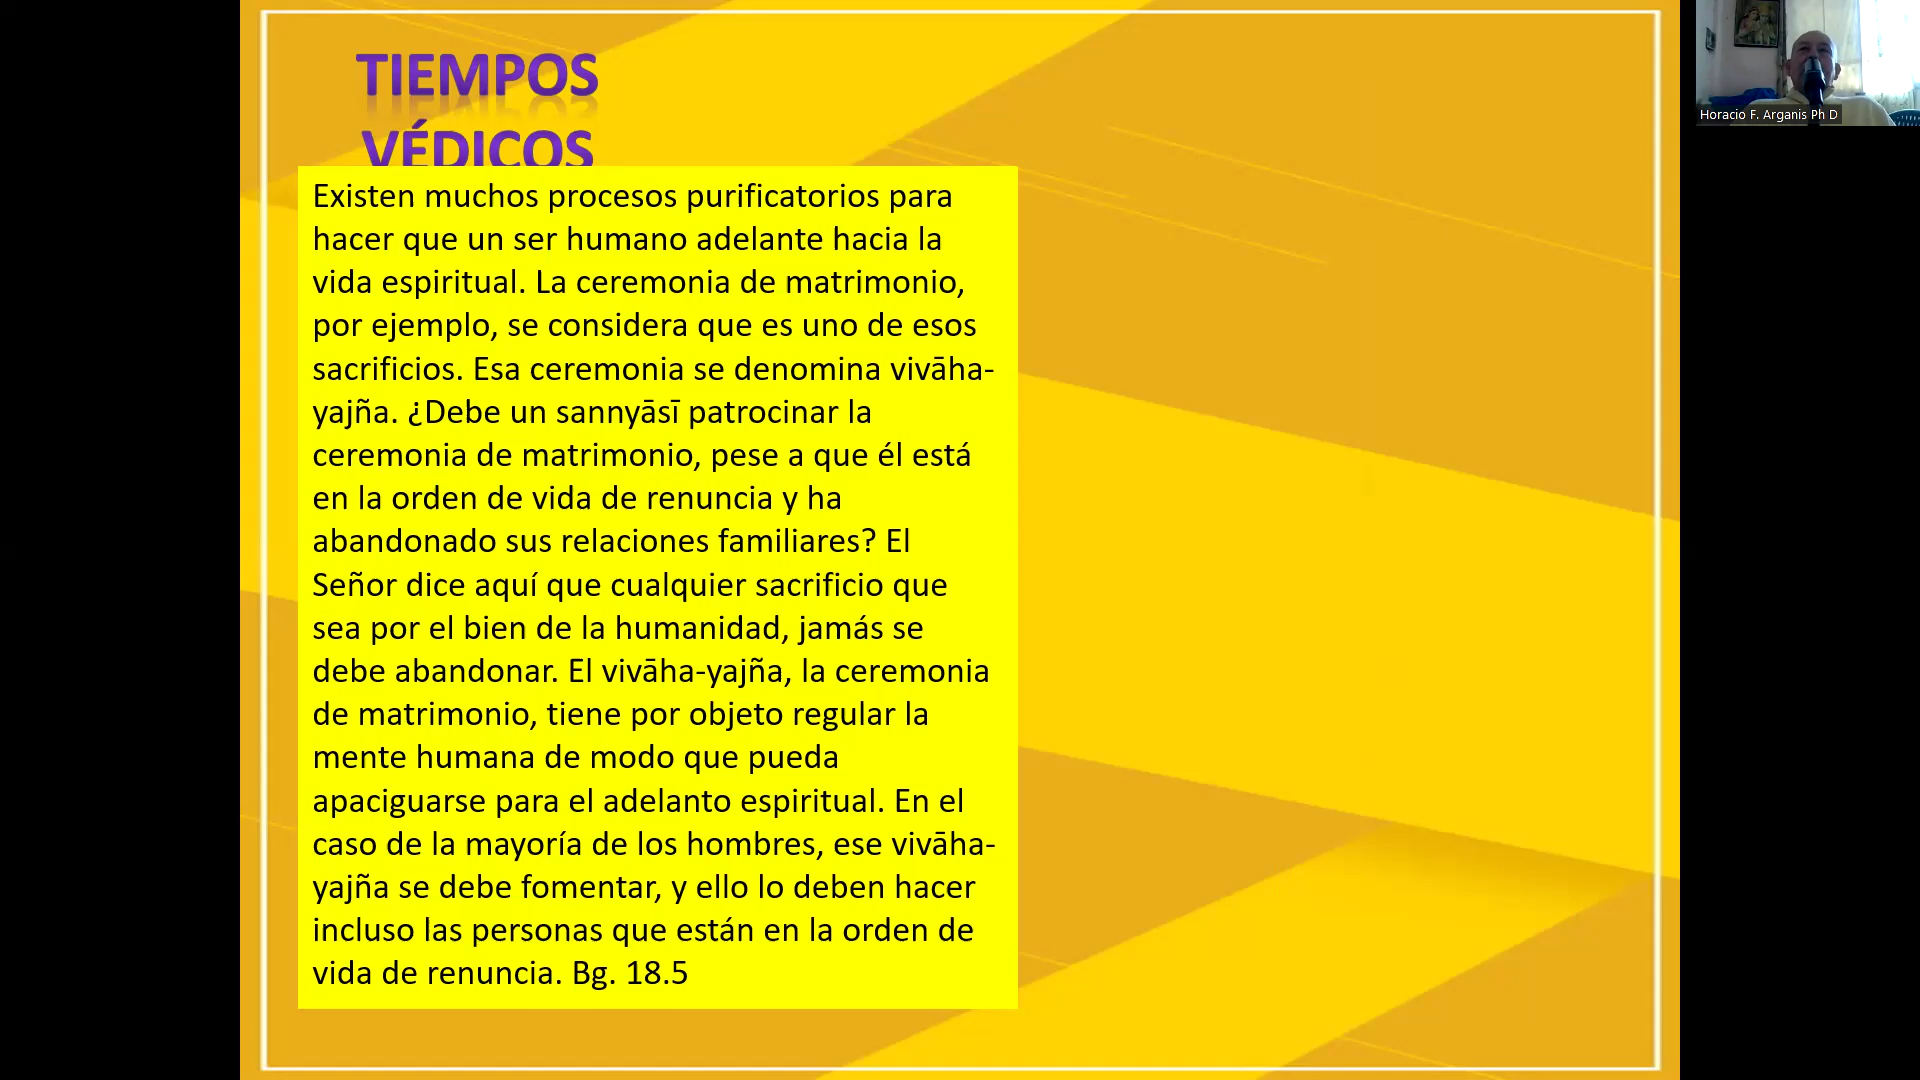 TIEMPOS
VÉDICOS
Existen muchos procesos purificatorios para
hacer que un ser humano adelante hacia la
vida espiritual. La ceremonia de matrimonio,
por ejemplo, se considera que es uno de esos
sacrificios. Esa ceremonia se denomina vivāha-
yajña. ¿Debe un sannyāsī patrocinar la
ceremonia de matrimonio, pese a que él está
en la orden de vida de renuncia y ha
abandonado sus relaciones familiares? El
Señor dice aquí que cualquier sacrificio que
sea por el bien de la humanidad, jamás se
debe abandonar. El vivāha-yajña, la ceremonia
de matrimonio, tiene por objeto regular la
mente humana de modo que pueda
apaciguarse para el adelanto espiritual. En el
caso de la mayoría de los hombres, ese vivāha-
yajña se debe fomentar, y ello lo deben hacer
incluso las personas que están en la orden de
vida de renuncia. Bg. 18.5
Horacio F. Arganis Ph D